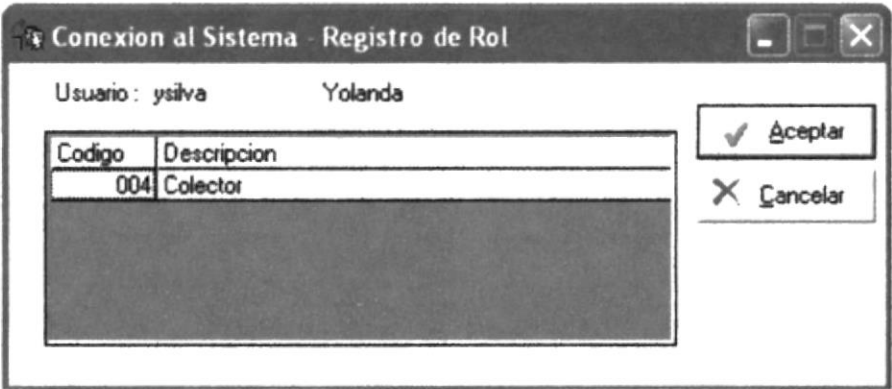 Conexion al Sistema - Registro de Rol
Usuario : ysilva Yolanda
Aceptar
Codigo Descripcion
004 Colector
Cancelar